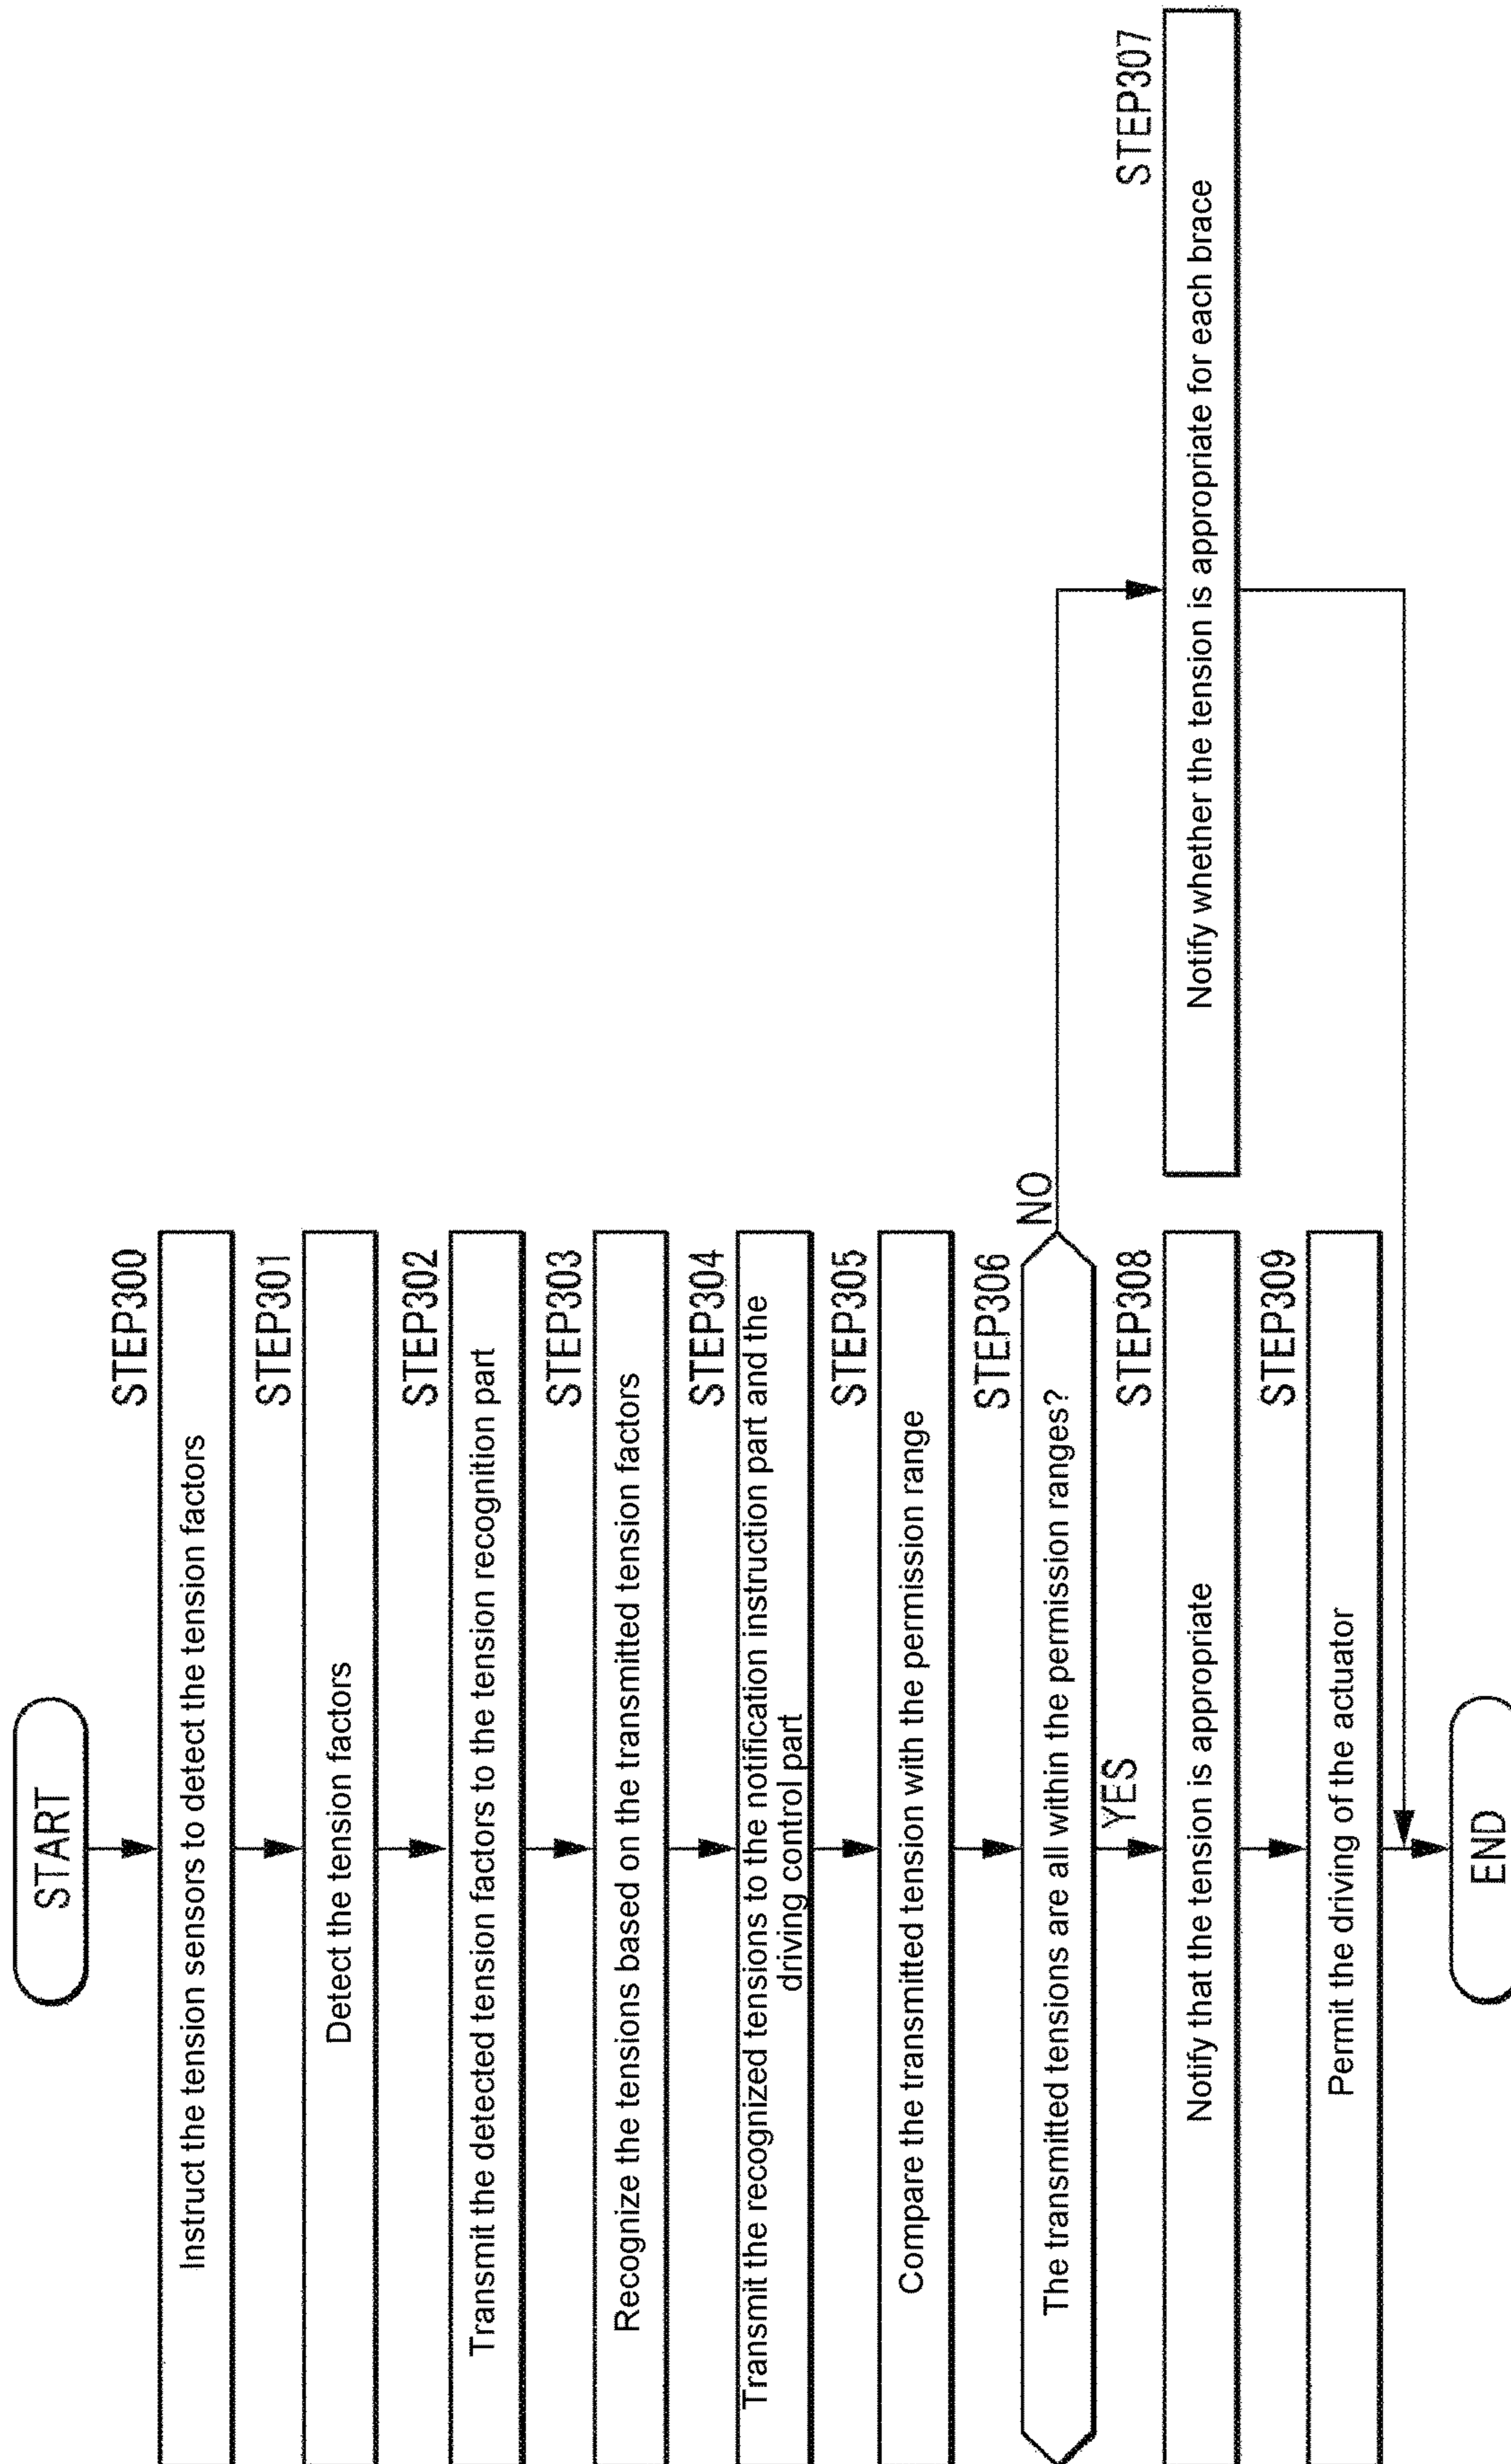 START
STEP300
Instruct the tension sensors to detect the tension factors
STEP301
Detect the tension factors
STEP302
Transmit the detected tension factors to the tension recognition part
STEP303
Recognize the tensions based on the transmitted tension factors
STEP304
Transmit the recognized tensions to the notification instruction part and the
driving control part
STEP305
Compare the transmitted tension with the permission range
STEP306
The transmitted tensions are all within the permission ranges?
NO
YES
STEP307
Notify whether the tension is appropriate for each brace
STEP308
Notify that the tension is appropriate
STEP309
Permit the driving of the actuator
END